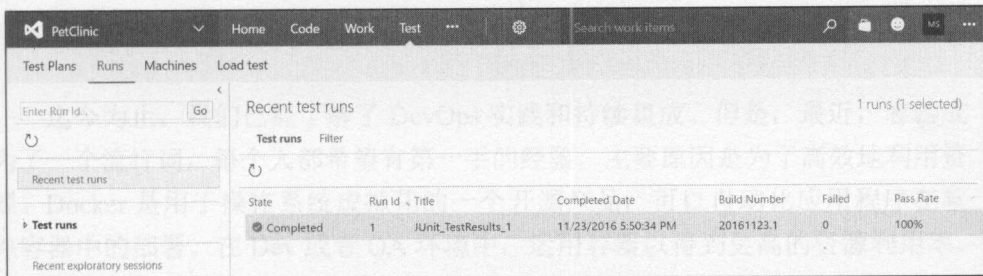 PetClinic Home Code Work Test ••• Search work items MS •••
Test Plans Runs Machines Load test
Enter Run Id... Go
Recent test runs 1 runs (1 selected)
Test runs Filter
Recent test runs
State Run Id Title Completed Date Build Number Failed Pass Rate
Completed 1 JUnit_TestResults_1 11/23/2016 5:50:34 PM 20161123.1 0 100%
Test runs
Recent exploratory sessions